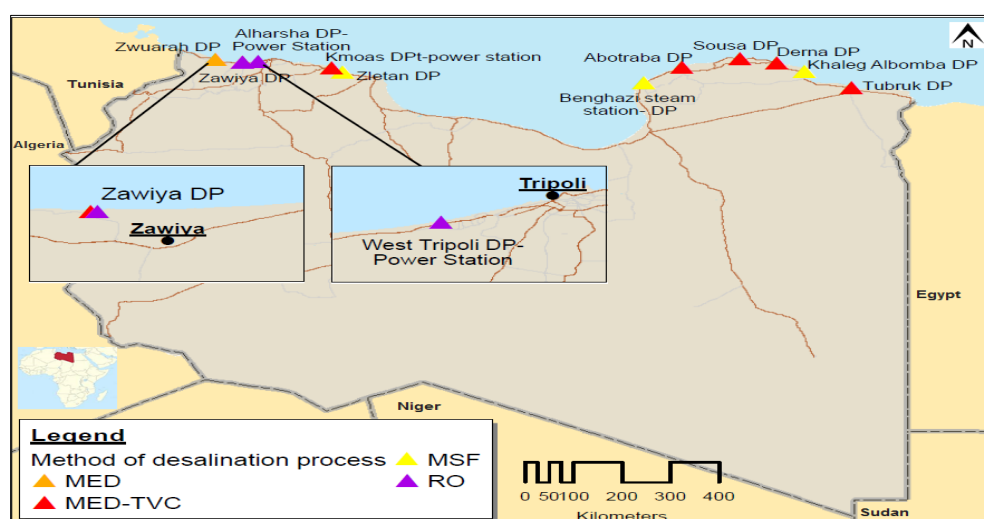 Alharsha DP-
Power Station
Zwuarah DP
Kmoas DPt-power station
Zawiya DP
Zletan DP
Tunisia
Algeria
Sousa DP
Abotraba DP
Derna DP
Khaleg Albomba DP
Tubruk DP
Benghazi steam
station- DP
Zawiya DP
Zawiya
Tripoli
West Tripoli DP-
Power Station
N
Egypt
Niger
Sudan
Legend
Method of desalination process
MED
MED-TVC
MSF
RO
0 50100 200 300 400
Kilometers